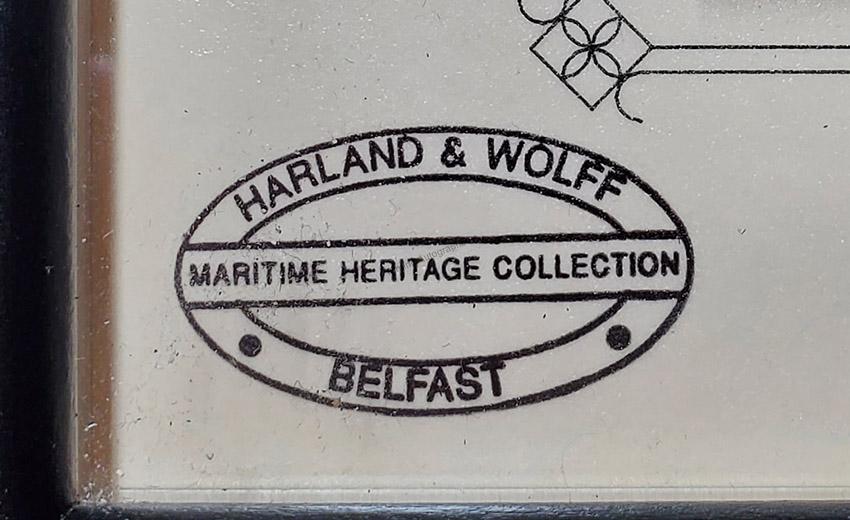 HARLAND & WOLFF
MARITIME HERITAGE COLLECTION
BELFAST